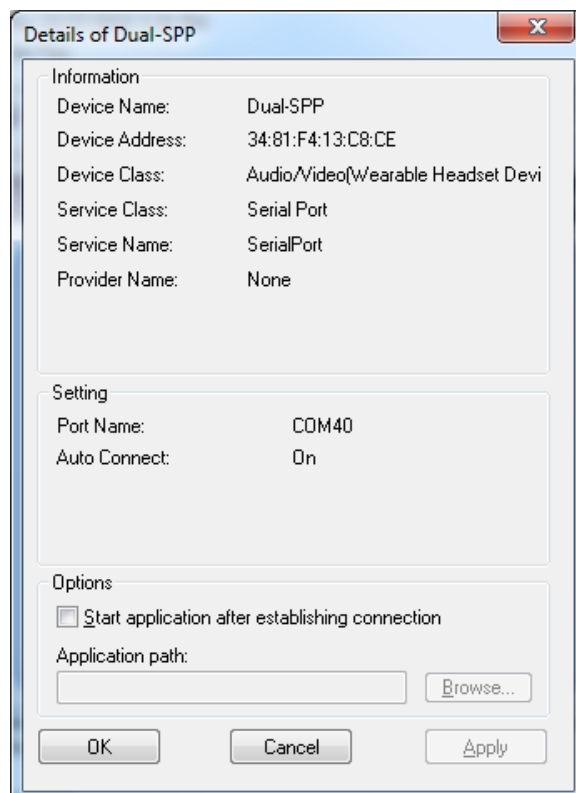 Details of Dual-SPP
Information
Device Name: Dual-SPP
Device Address: 34:81:F4:13:C8:CE
Device Class: Audio/Video(Wearable Headset Devi
Service Class: Serial Port
Service Name: SerialPort
Provider Name: None
Setting
Port Name: COM40
Auto Connect: On
Options
Start application after establishing connection
Application path:
Browse...
OK Cancel Apply